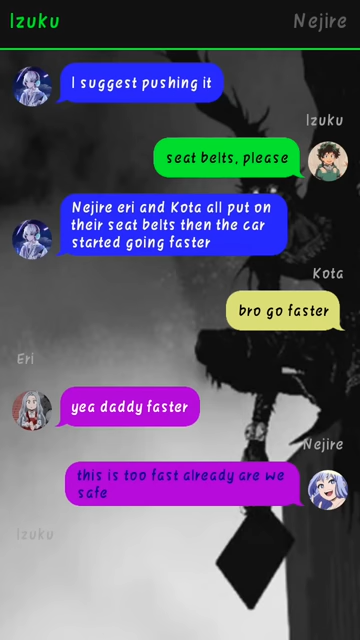 Izuku
Nejire
I suggest pushing it
Izuku
seat belts, please
Nejire eri and Kota all put on
their seat belts then the car
started going faster
Kota
bro go faster
Eri
yea daddy faster
Nejire
this is too fast already are we
safe
izuku